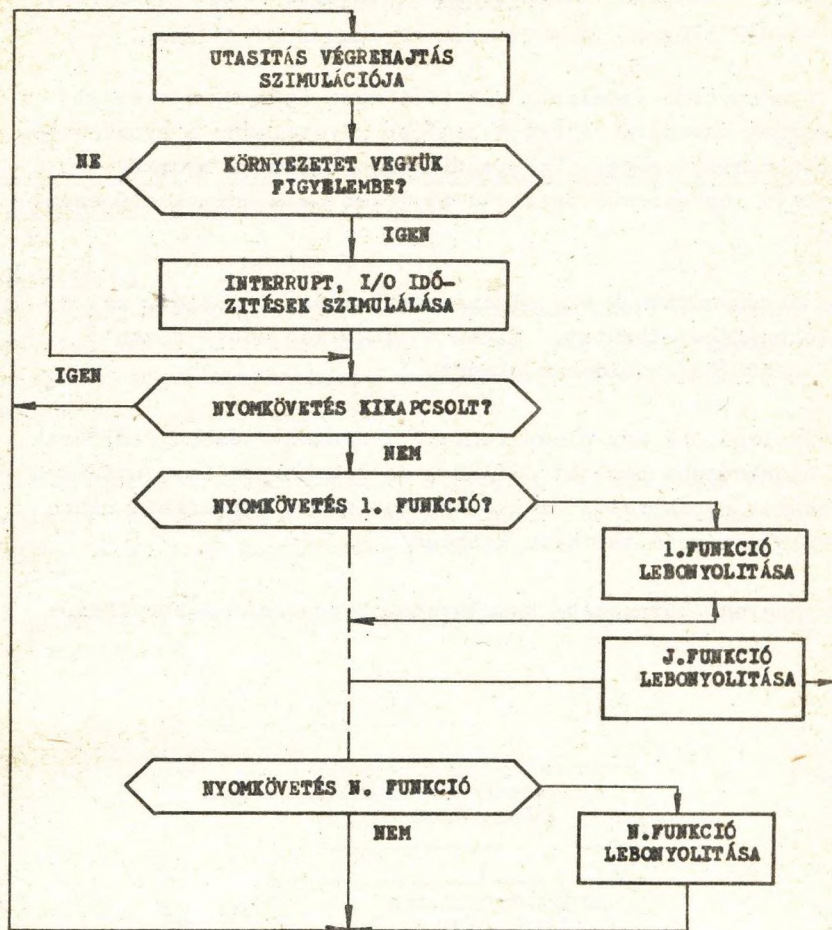 UTASITÁS VÉGREHAJTÁS
SZIMULÁCIÓJA
NE
KÖRNYEZETET VEGYÜK
FIGYELEMBE?
IGEN
INTERRUPT, I/O IDŐ-
ZITÉSEK SZIMULÁLÁSA
IGEN
NYOMKÖVETÉS KIKAPCSOLT?
NEM
NYOMKÖVETÉS 1. FUNKCIÓ?
1.FUNKCIÓ
LEBONYOLITÁSA
J.FUNKCIÓ
LEBONYOLITÁSA
NYOMKÖVETÉS N. FUNKCIÓ
NEM
N.FUNKCIÓ
LEBONYOLITÁSA